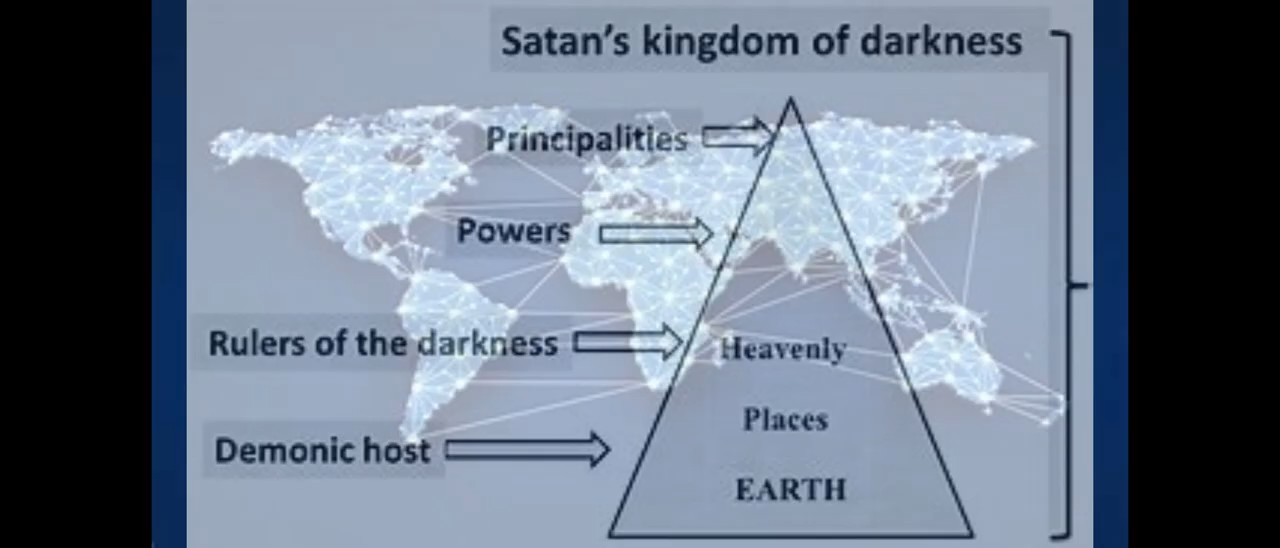 Satan's kingdom of darkness
Principalities
Powers
Rulers of the darkness
Heavenly
Places
Demonic host
EARTH